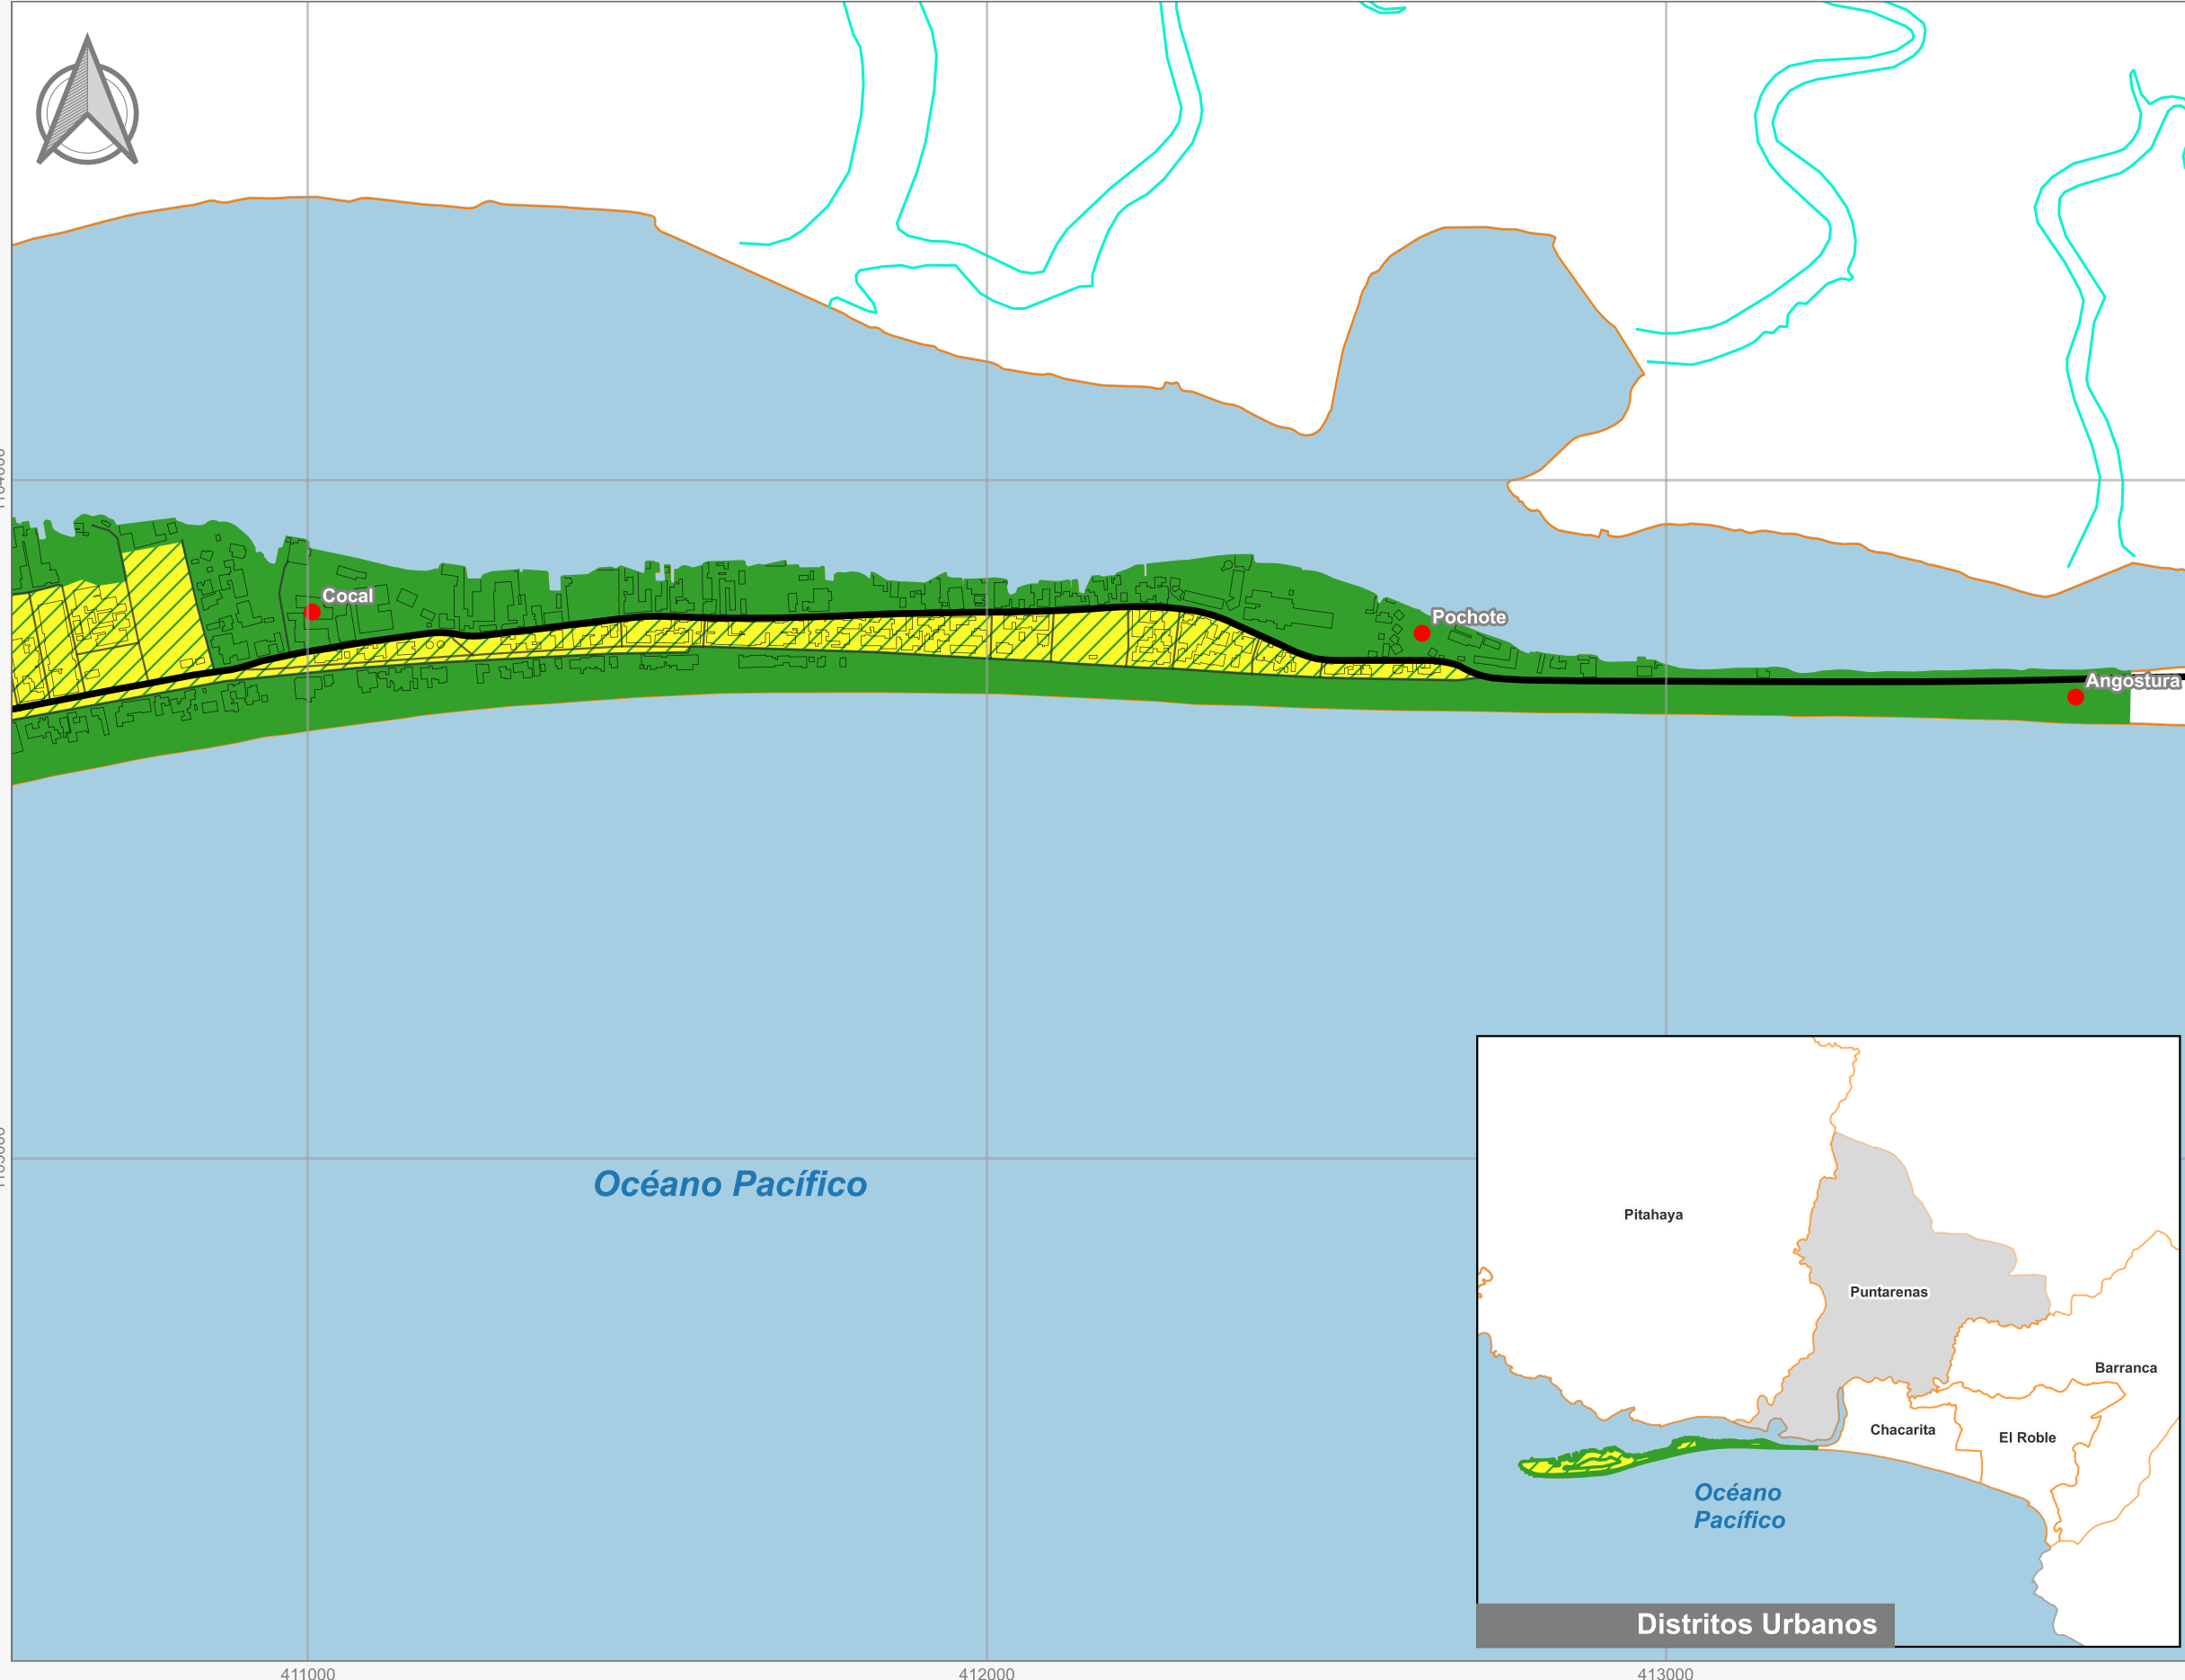 Cocal
Pochote
Angostura
Océano Pacífico
Pitahaya
Puntarenas
Barranca
Chacarita
El Roble
Océano
Pacífico
Distritos Urbanos
411000
412000
413000